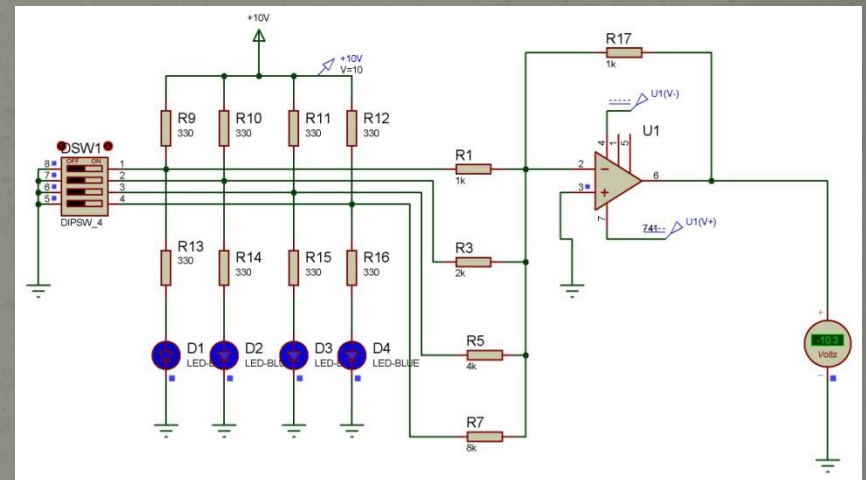 +10V
+10V
V=10
R17
1k
U1(V-)
U1
4 1 5
2
3
6
7
741
U1(V+)
R9
330
R10
330
R11
330
R12
330
DSW1
OFF ON
8 1
7 2
6 3
5 4
DIPSW_4
R1
1k
R3
2k
R5
4k
R7
8k
R13
330
R14
330
R15
330
R16
330
D1
D2
LED-BLU
D3
D4
LED-BLUE
+
-10.3
Volts